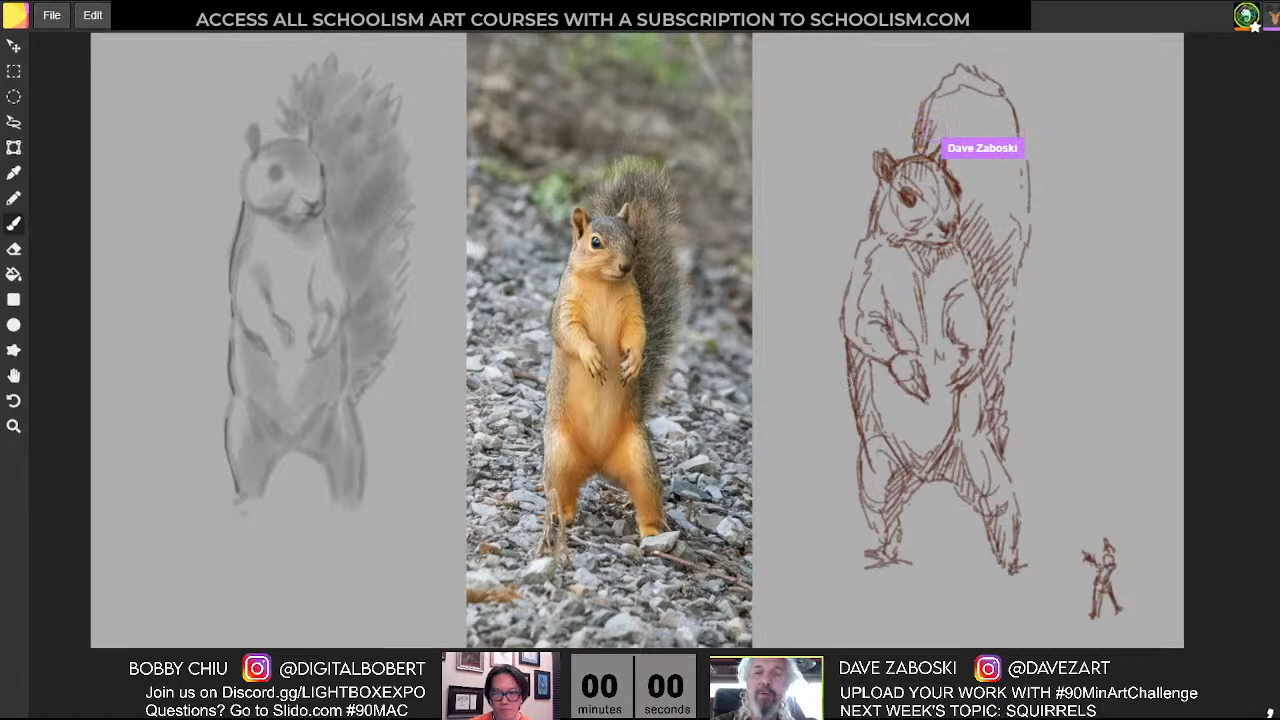 ACCESS ALL SCHOOLISM ART COURSES WITH A SUBSCRIPTION TO SCHOOLISM.COM
File Edit
Dave Zaboski
BOBBY CHIU @DIGITALBOBERT
Join us on Discord.gg/LIGHTBOXEXPO
Questions? Go to Slido.com #90MAC
00 00
minutes seconds
DAVE ZABOSKI @DAVEZART
UPLOAD YOUR WORK WITH #90MinArtChallenge
NEXT WEEK'S TOPIC: SQUIRRELS